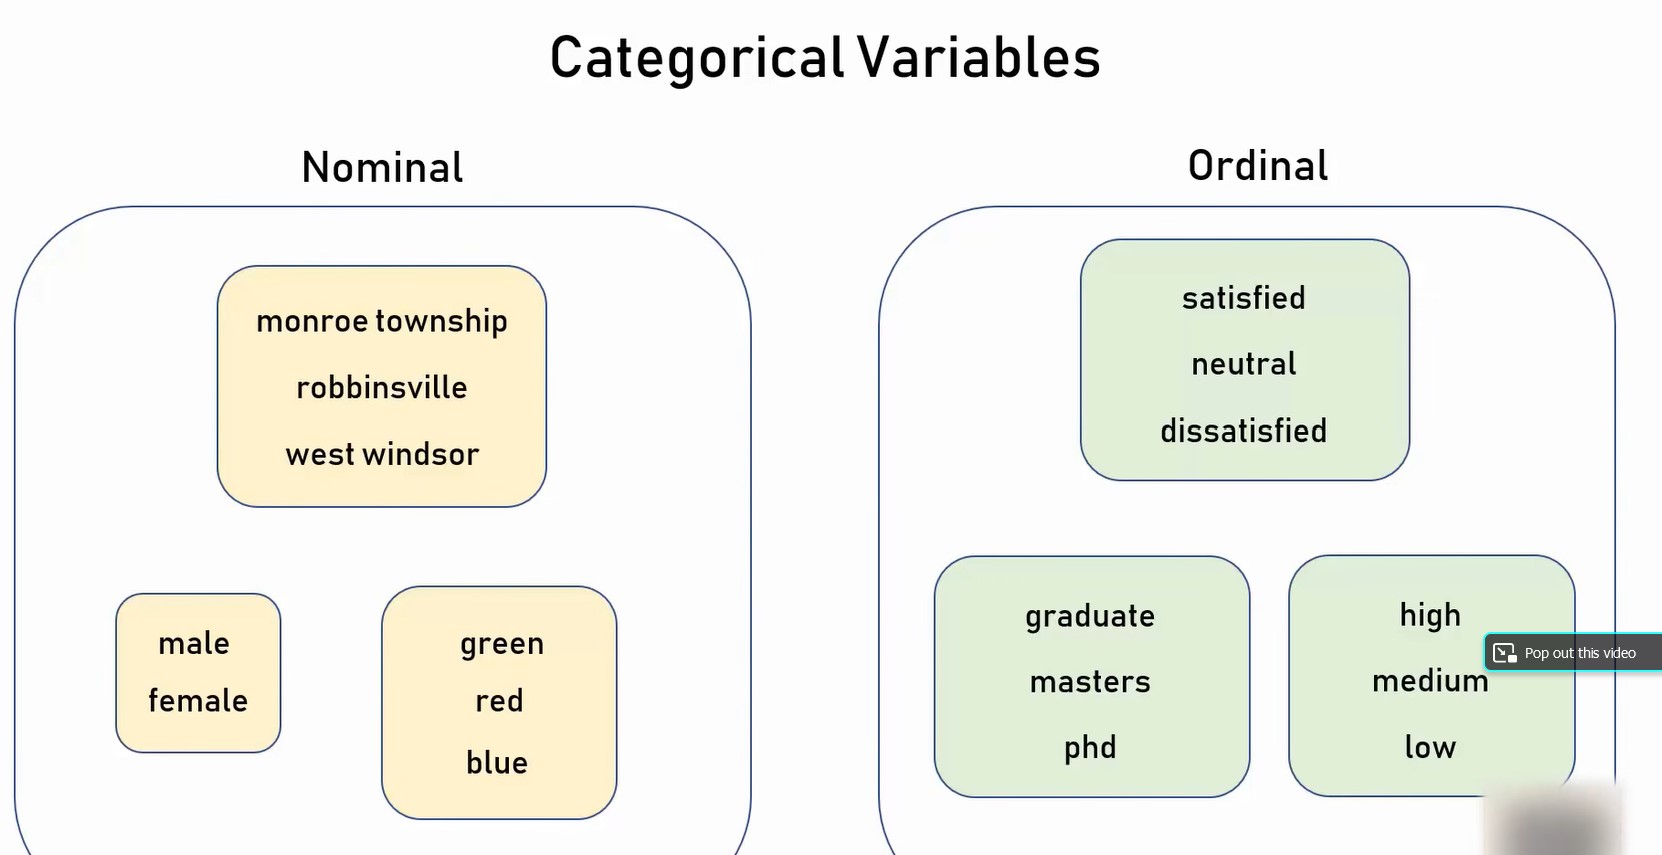 Categorical Variables
Nominal
monroe township
robbinsville
west windsor
male
female
green
red
blue
Ordinal
satisfied
neutral
dissatisfied
graduate
masters
phd
high
medium
low
Pop out this video